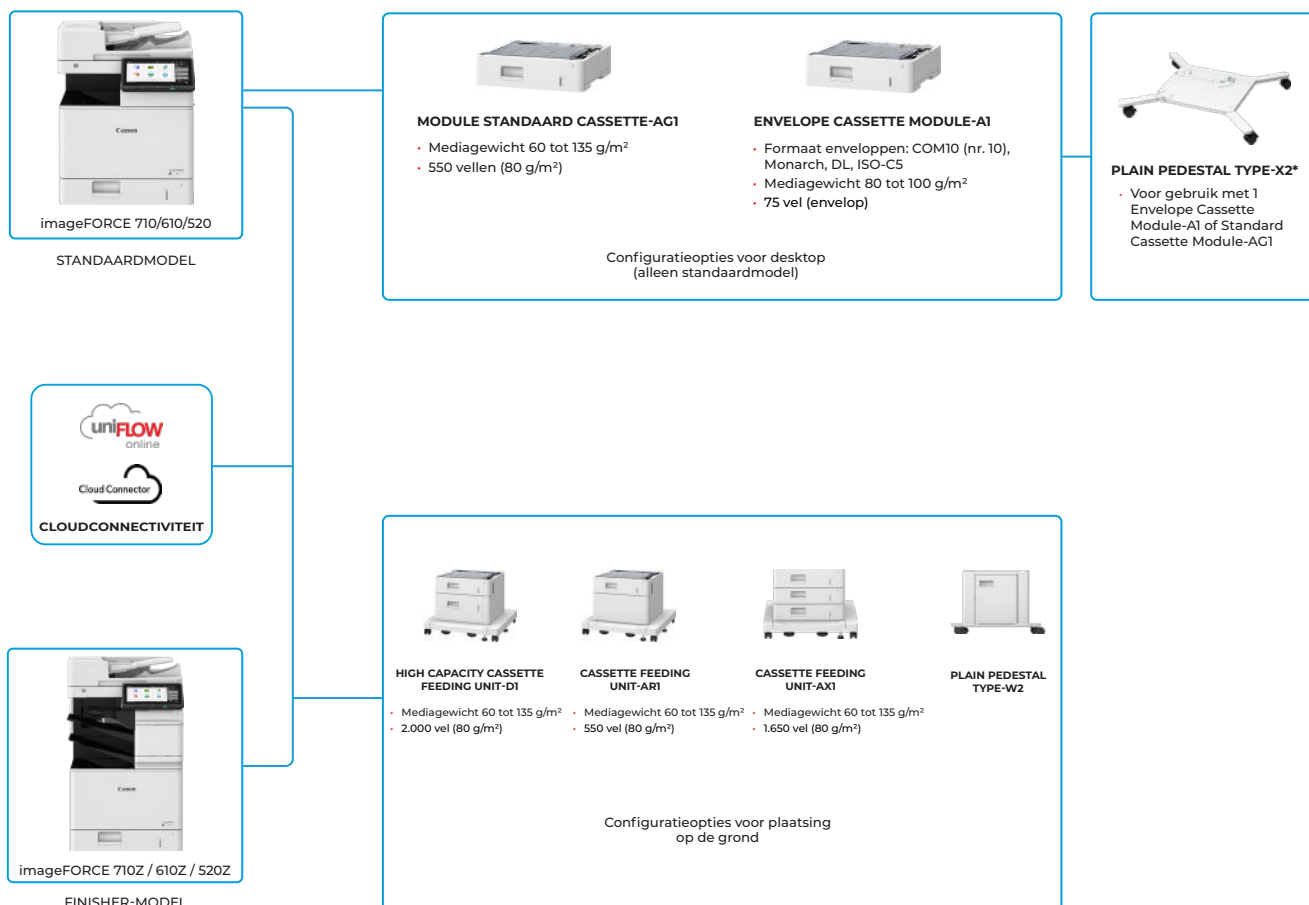 Canon
imageFORCE 710/610/520
STANDAARDMODEL
MODULE STANDAARD CASSETTE-AG1
• Mediagewicht 60 tot 135 g/m²
• 550 vellen (80 g/m²)
ENVELOPE CASSETTE MODULE-A1
• Formaat enveloppen: COM10 (nr. 10),
Monarch, DL, ISO-C5
• Mediagewicht 80 tot 100 g/m²
• 75 vel (envelop)
Configuratieopties voor desktop
(alleen standaardmodel)
PLAIN PEDESTAL TYPE-X2*
• Voor gebruik met 1
Envelope Cassette
Module-A1 of Standard
Cassette Module-AG1
uniFLOW
online
Cloud Connector
CLOUDCONNECTIVITEIT
HIGH CAPACITY CASSETTE
FEEDING UNIT-D1
• Mediagewicht 60 tot 135 g/m²
• 2.000 vel (80 g/m²)
CASSETTE FEEDING
UNIT-AR1
• Mediagewicht 60 tot 135 g/m²
• 550 vel (80 g/m²)
CASSETTE FEEDING
UNIT-AX1
• Mediagewicht 60 tot 135 g/m²
• 1.650 vel (80 g/m²)
PLAIN PEDESTAL
TYPE-W2
Configuratieopties voor plaatsing
op de grond
Canon
imageFORCE 710Z / 610Z / 520Z
FINISHER-MODEL